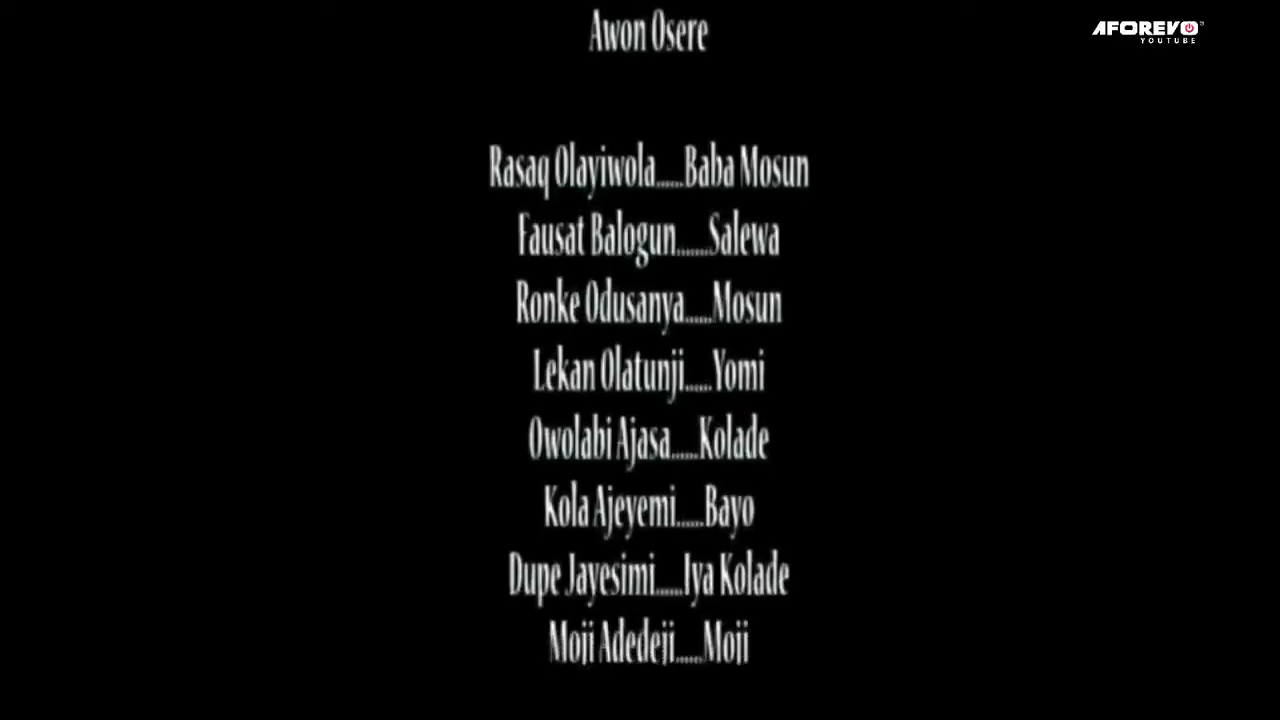 AFOREVO
YOUTUBE
Awon Osere
Rasaq Olayiwola......Baba Mosun
Fausat Balogun.......Salewa
Ronke Odusanya......Mosun
Lekan Olatunji......Yomi
Owolabi Ajasa......Kolade
Kola Ajeyemi......Bayo
Dupe Jayesimi......Iya Kolade
Moji Adedeji......Moji